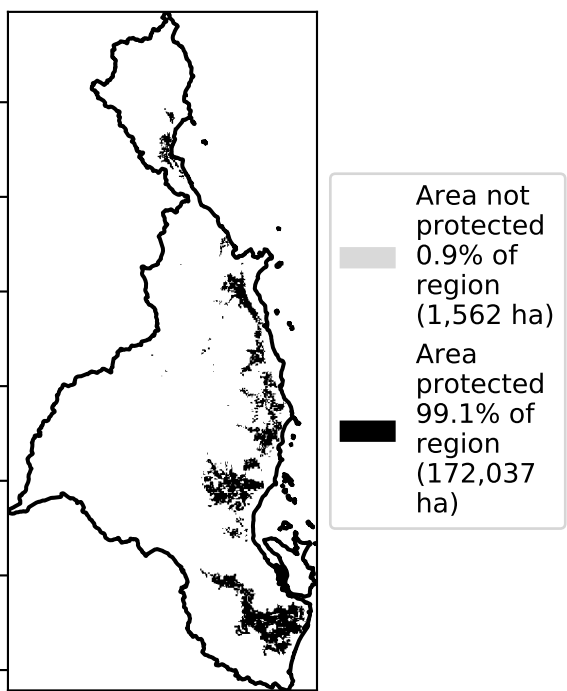 Area not
protected
0.9% of
region
(1,562 ha)
Area
protected
99.1% of
region
(172,037
ha)